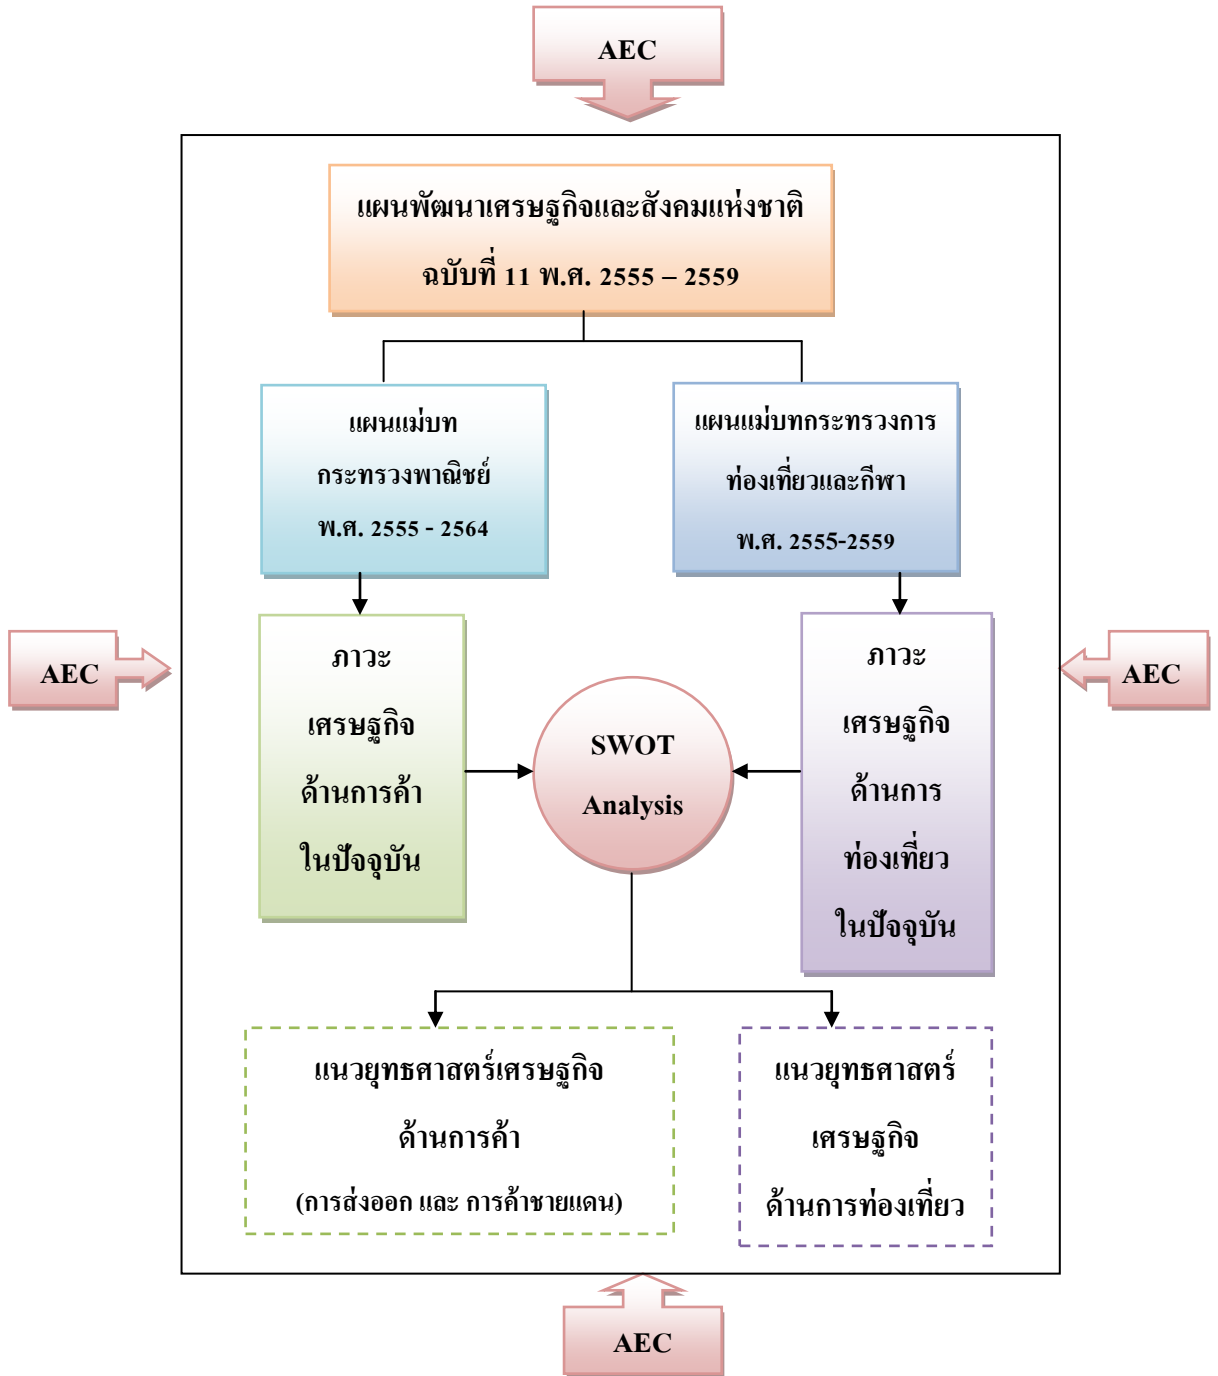 AEC
แผนพัฒนาเศรษฐกิจและสังคมแห่งชาติ
ฉบับที่ 11 พ.ศ. 2555 – 2559
แผนแม่บท
กระทรวงพาณิชย์
พ.ศ. 2555 - 2564
แผนแม่บทกระทรวงการ
ท่องเที่ยวและกีฬา
พ.ศ. 2555-2559
AEC
ภาวะ
เศรษฐกิจ
ด้านการค้า
ในปัจจุบัน
SWOT
Analysis
ภาวะ
เศรษฐกิจ
ด้านการ
ท่องเที่ยว
ในปัจจุบัน
AEC
แนวยุทธศาสตร์เศรษฐกิจ
ด้านการค้า
(การส่งออก และ การค้าชายแดน)
แนวยุทธศาสตร์
เศรษฐกิจ
ด้านการท่องเที่ยว
AEC